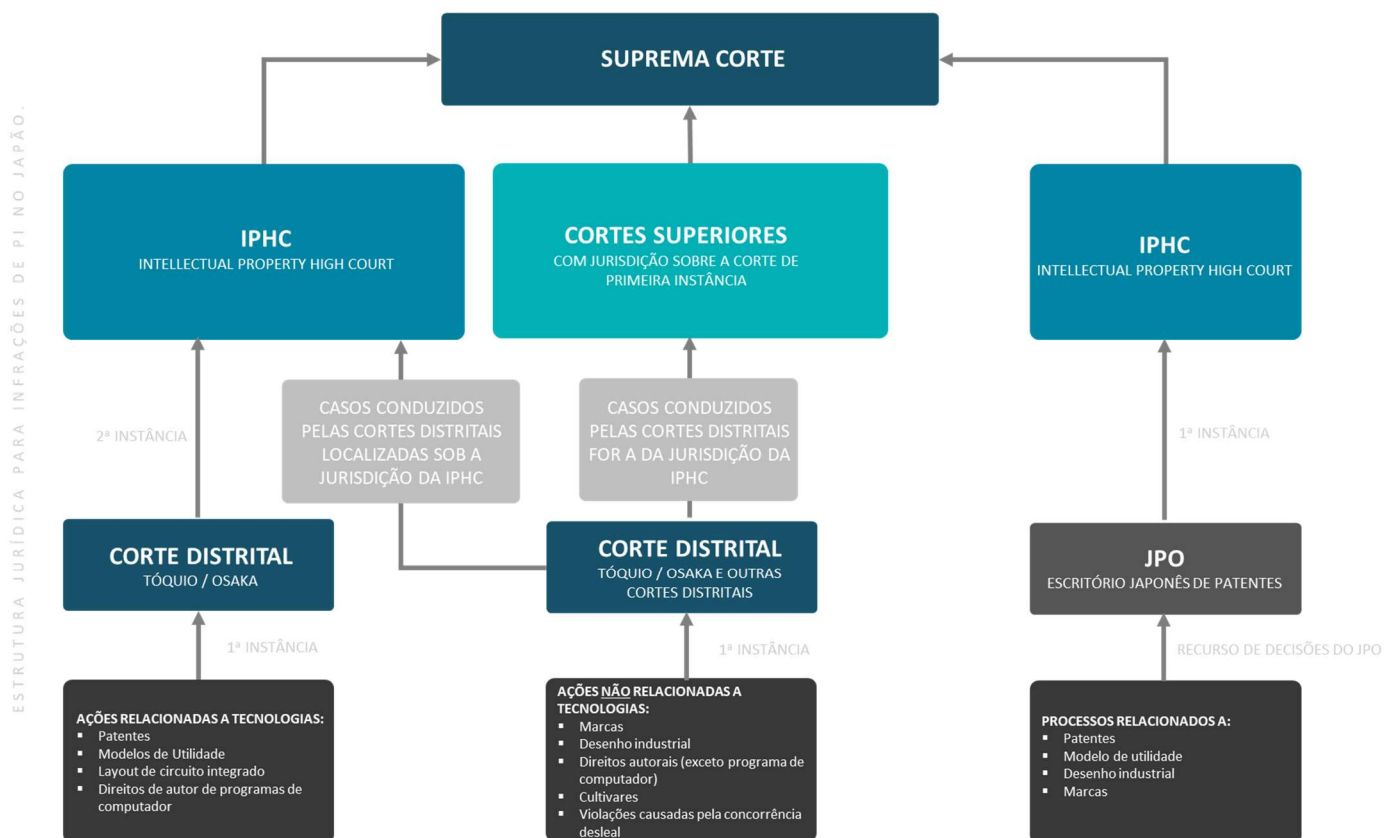 ESTRUTURA JURÍDICA PARA INFRAÇÕES DE PI NO JAPÃO.
SUPREMA CORTE
IPHC
INTELLECTUAL PROPERTY HIGH COURT
CORTES SUPERIORES
COM JURISDIÇÃO SOBRE A CORTE DE
PRIMEIRA INSTÂNCIA
IPHC
INTELLECTUAL PROPERTY HIGH COURT
2ª INSTÂNCIA
CASOS CONDUZIDOS
PELAS CORTES DISTRITAIS
LOCALIZADAS SOB A
JURISDIÇÃO DA IPHC
CASOS CONDUZIDOS
PELAS CORTES DISTRITAIS
FOR A DA JURISDIÇÃO DA
IPHC
1ª INSTÂNCIA
CORTE DISTRITAL
TÓQUIO / OSAKA
CORTE DISTRITAL
TÓQUIO / OSAKA E OUTRAS
CORTES DISTRITAIS
JPO
ESCRITÓRIO JAPONÊS DE PATENTES
1ª INSTÂNCIA
1ª INSTÂNCIA
RECURSO DE DECISÕES DO JPO
AÇÕES RELACIONADAS A TECNOLOGIAS:
▪ Patentes
▪ Modelos de Utilidade
▪ Layout de circuito integrado
▪ Direitos de autor de programas de
computador
AÇÕES NÃO RELACIONADAS A
TECNOLOGIAS:
▪ Marcas
▪ Desenho industrial
▪ Direitos autorais (exceto programa de
computador)
▪ Cultivares
▪ Violações causadas pela concorrência
desleal
PROCESSOS RELACIONADOS A:
▪ Patentes
▪ Modelo de utilidade
▪ Desenho industrial
▪ Marcas